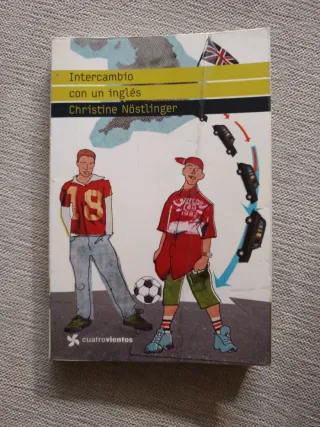 Intercambio
con un inglés
Christine Nöstlinger
18
cuatrovientos